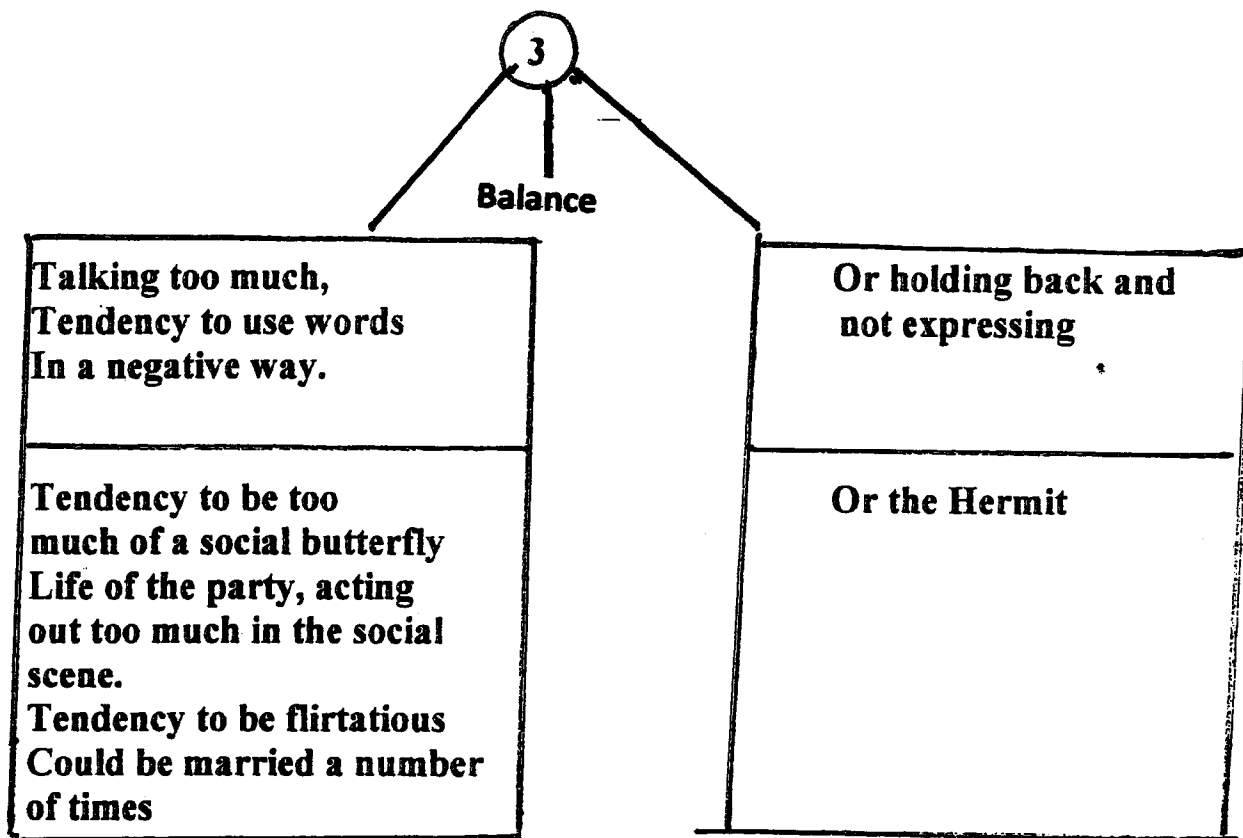 3
Balance
Talking too much,
Tendency to use words
In a negative way.
Or holding back and
not expressing
Tendency to be too
much of a social butterfly
Life of the party, acting
out too much in the social
scene.
Tendency to be flirtatious
Could be married a number
of times
Or the Hermit